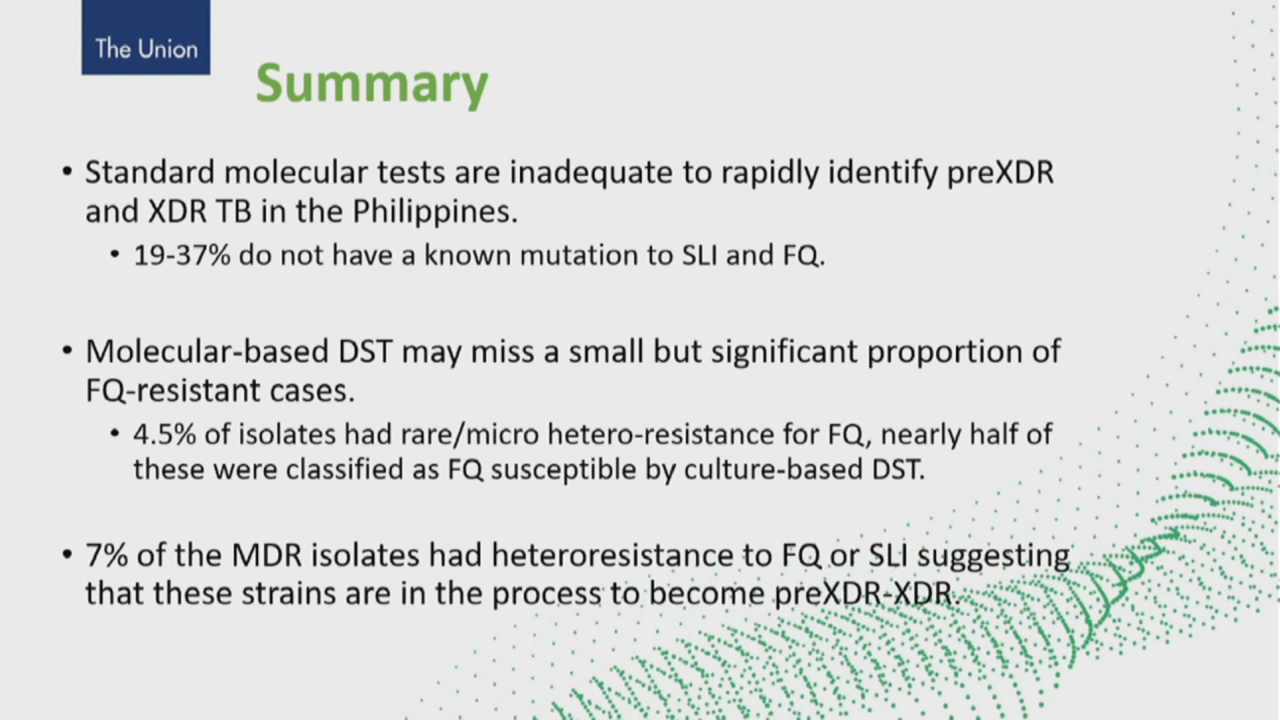 The Union
Summary
• Standard molecular tests are inadequate to rapidly identify preXDR
and XDR TB in the Philippines.
• 19-37% do not have a known mutation to SLI and FQ.
• Molecular-based DST may miss a small but significant proportion of
FQ-resistant cases.
• 4.5% of isolates had rare/micro hetero-resistance for FQ, nearly half of
these were classified as FQ susceptible by culture-based DST.
• 7% of the MDR isolates had heteroresistance to FQ or SLI suggesting
that these strains are in the process to become preXDR-XDR.